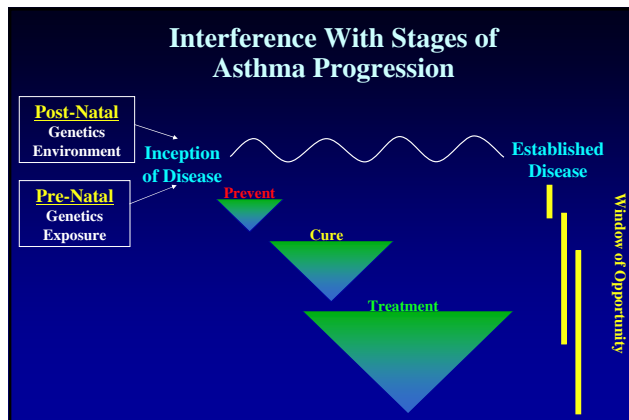 Interference With Stages of
Asthma Progression
Post-Natal
Genetics
Environment
Inception
of Disease
Established
Disease
Pre-Natal
Genetics
Exposure
Prevent
Cure
Treatment
Window of Opportunity